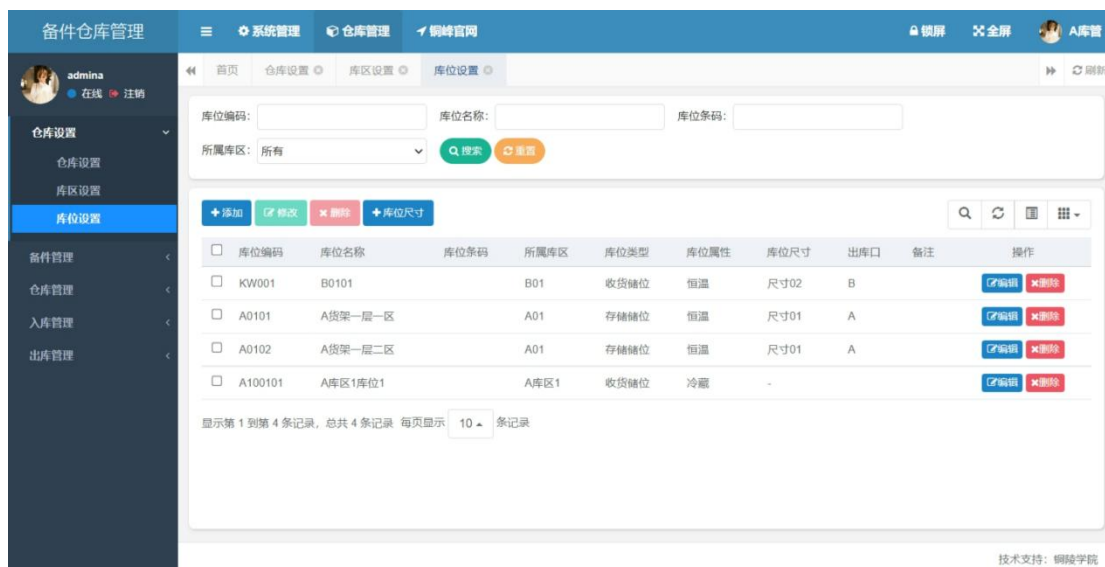 备件仓库管理 系统管理 仓库管理 铜峰官网 锁屏 全屏 A库管
admina
在线 注销
首页 仓库设置 库区设置 库位设置 刷新
仓库设置
仓库设置
库区设置
库位设置
备件管理
仓库管理
入库管理
出库管理
库位编码: 库位名称: 库位条码:
所属库区: 所有 搜索 重置
添加 修改 删除 库位尺寸
库位编码 库位名称 库位条码 所属库区 库位类型 库位属性 库位尺寸 出库口 备注 操作
KW001 B0101 B01 收货储位 恒温 尺寸02 B 编辑 删除
A0101 A货架一层一区 A01 存储储位 恒温 尺寸01 A 编辑 删除
A0102 A货架一层二区 A01 存储储位 恒温 尺寸01 A 编辑 删除
A100101 A库区1库位1 A库区1 收货储位 冷藏 - 编辑 删除
显示第 1 到第 4 条记录，总共 4 条记录 每页显示 10 条记录
技术支持：铜陵学院